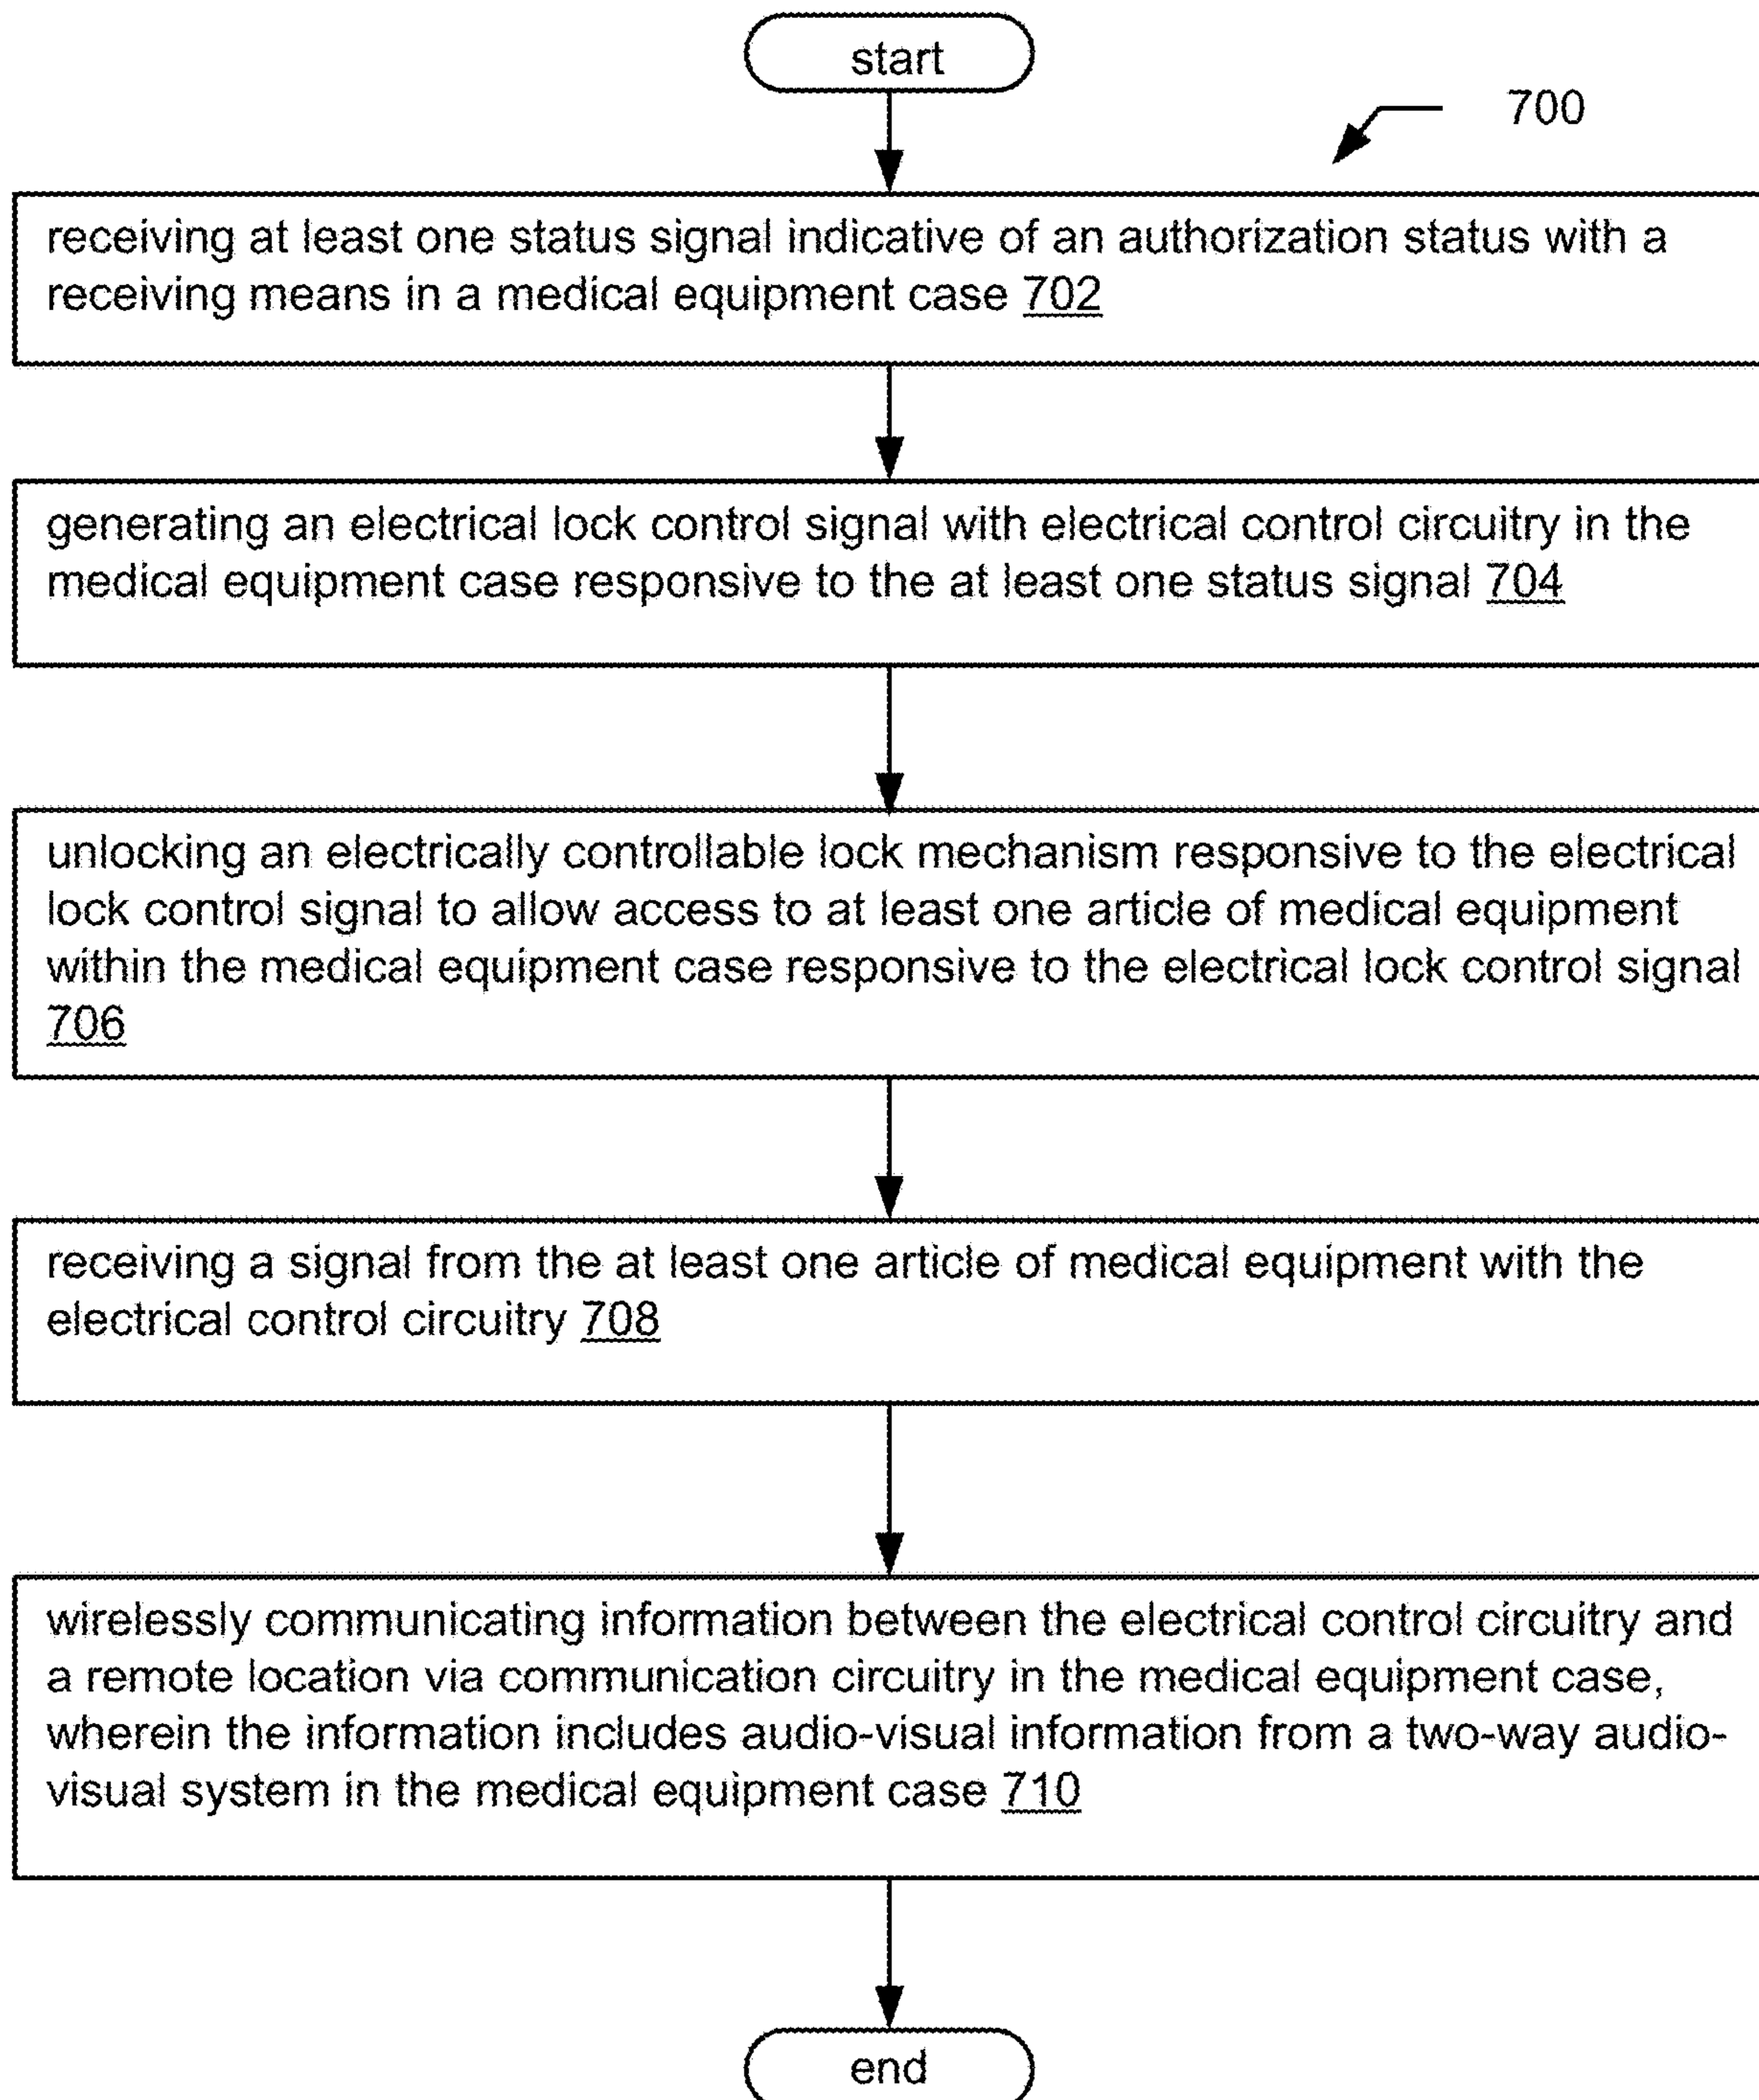 start
700
receiving at least one status signal indicative of an authorization status with a
receiving means in a medical equipment case 702
generating an electrical lock control signal with electrical control circuitry in the
medical equipment case responsive to the at least one status signal 704
unlocking an electrically controllable lock mechanism responsive to the electrical
lock control signal to allow access to at least one article of medical equipment
within the medical equipment case responsive to the electrical lock control signal
706
receiving a signal from the at least one article of medical equipment with the
electrical control circuitry 708
wirelessly communicating information between the electrical control circuitry and
a remote location via communication circuitry in the medical equipment case,
wherein the information includes audio-visual information from a two-way audio-
visual system in the medical equipment case 710
end